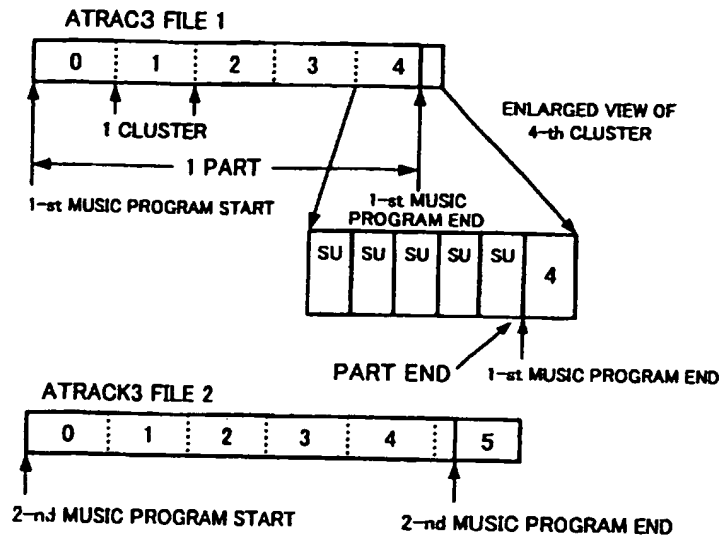 ATRAC3 FILE 1
0 1 2 3 4
1 CLUSTER
ENLARGED VIEW OF
4-th CLUSTER
1 PART
1-st MUSIC PROGRAM START
1-st MUSIC
PROGRAM END
SU SU SU SU SU 4
PART END
1-st MUSIC PROGRAM END
ATRACK3 FILE 2
0 1 2 3 4 5
2-nd MUSIC PROGRAM START
2-nd MUSIC PROGRAM END